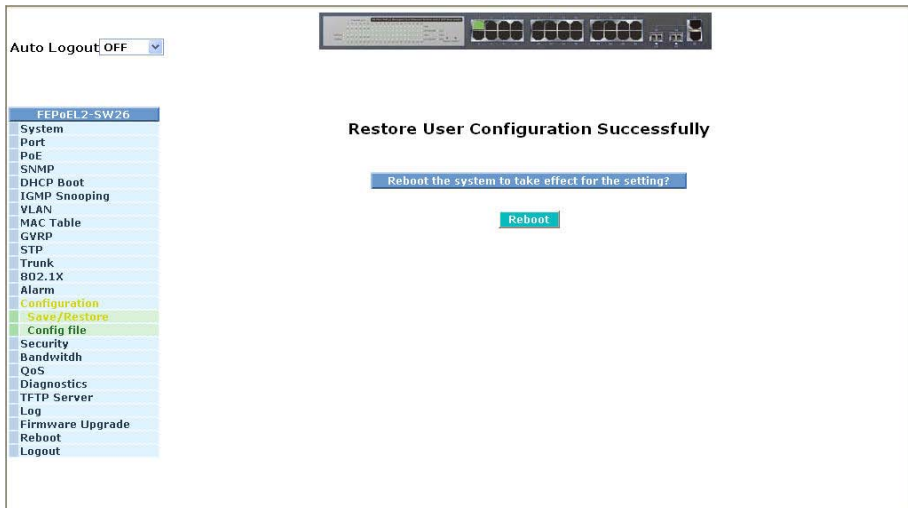 Auto Logout OFF
FEPoEL2-SW26
System
Port
PoE
SNMP
DHCP Boot
IGMP Snooping
VLAN
MAC Table
GVRP
STP
Trunk
802.1X
Alarm
Configuration
Save/Restore
Config file
Security
Bandwitdh
QoS
Diagnostics
TFTP Server
Log
Firmware Upgrade
Reboot
Logout
Restore User Configuration Successfully
Reboot the system to take effect for the setting?
Reboot